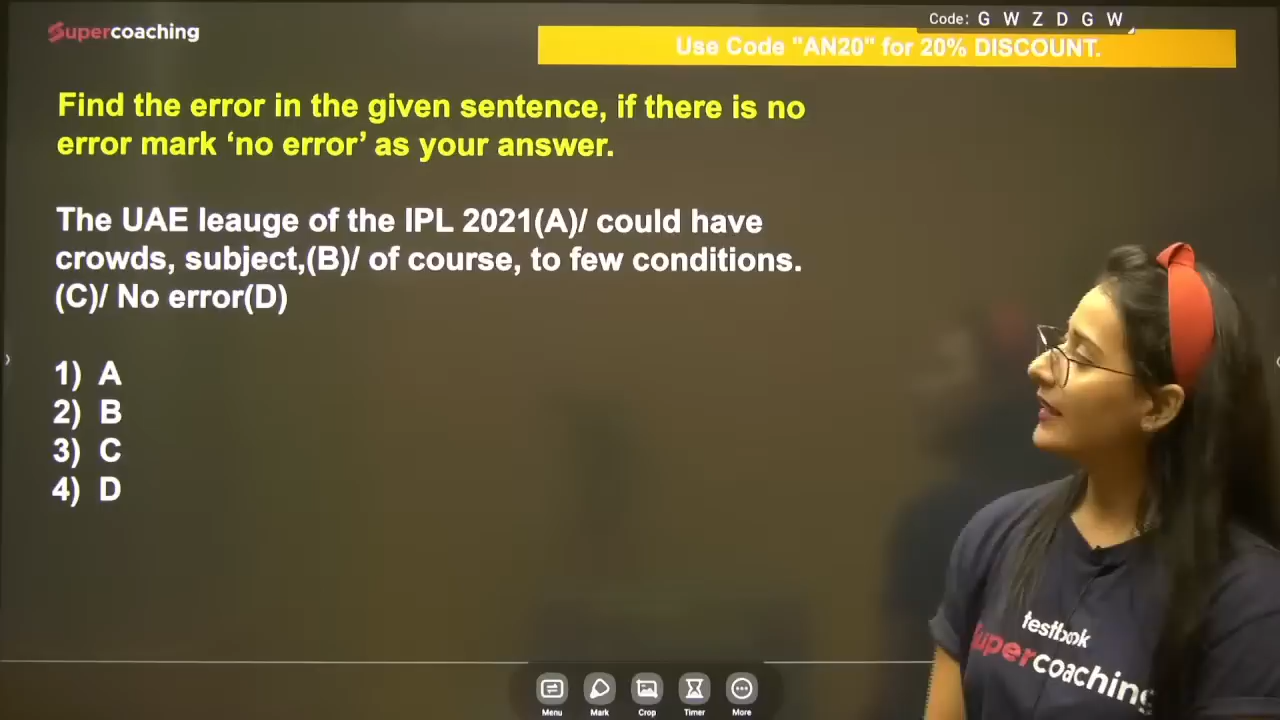 Supercoaching
Code: G W Z D G W
Use Code "AN20" for 20% DISCOUNT.
Find the error in the given sentence, if there is no
error mark ‘no error’ as your answer.
The UAE leauge of the IPL 2021(A)/ could have
crowds, subject,(B)/ of course, to few conditions.
(C)/ No error(D)
1) A
2) B
3) C
4) D
testbook
Supercoaching
Menu Mark Crop Timer More